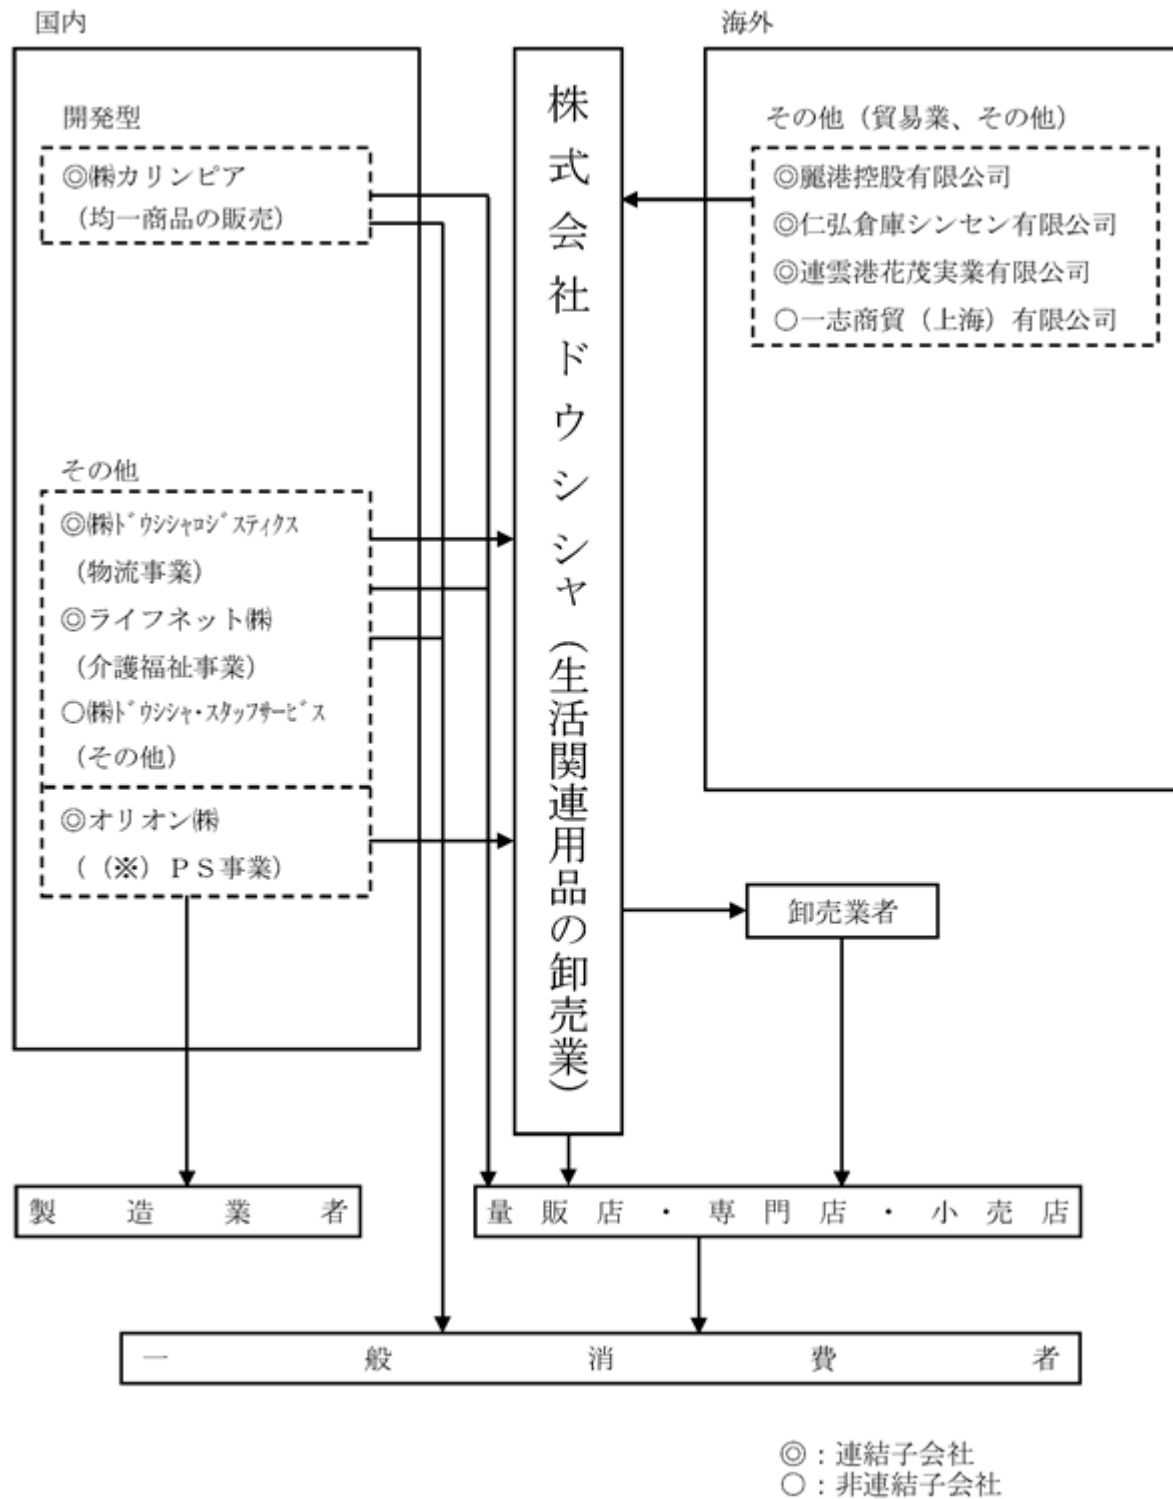 国内
開発型
◎㈱カリンピア
(均一商品の販売)
その他
◎㈱ﾄﾞｳｼｼｬﾛｼﾞｽﾃｨｸｽ
(物流事業)
◎ライフネット㈱
(介護福祉事業)
○㈱ﾄﾞｳｼｼｬ・ｽﾀｯﾌｻｰﾋﾞｽ
(その他)
◎オリオン㈱
((※)ＰＳ事業)
株式会社ドウシシャ(生活関連用品の卸売業)
海外
その他(貿易業、その他)
◎麗港控股有限公司
◎仁弘倉庫シンセン有限公司
◎連雲港花茂実業有限公司
○一志商貿(上海)有限公司
卸売業者
製造業者
量販店・専門店・小売店
一般消費者
◎：連結子会社
○：非連結子会社